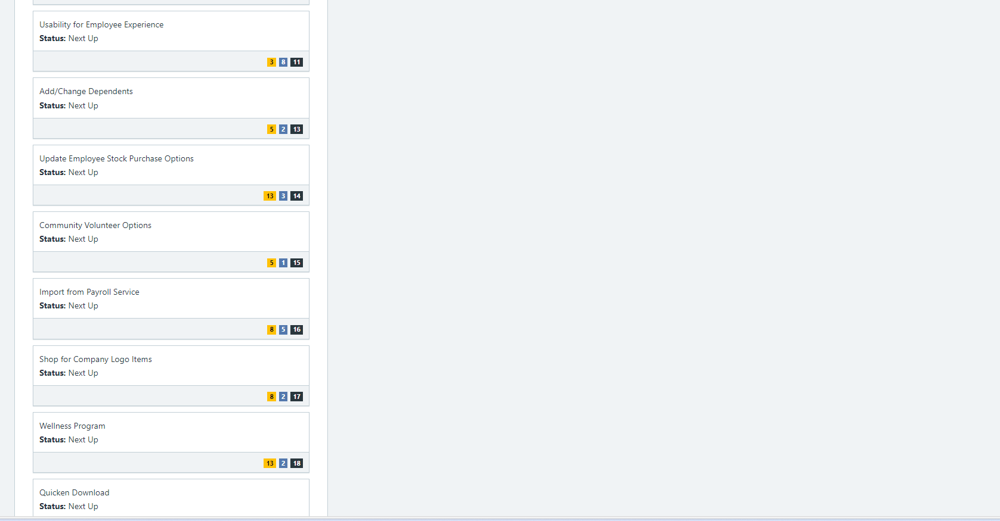 Usability for Employee Experience
Status: Next Up
3 8 11
Add/Change Dependents
Status: Next Up
5 2 13
Update Employee Stock Purchase Options
Status: Next Up
13 3 14
Community Volunteer Options
Status: Next Up
5 1 15
Import from Payroll Service
Status: Next Up
8 5 16
Shop for Company Logo Items
Status: Next Up
8 2 17
Wellness Program
Status: Next Up
13 2 18
Quicken Download
Status: Next Up